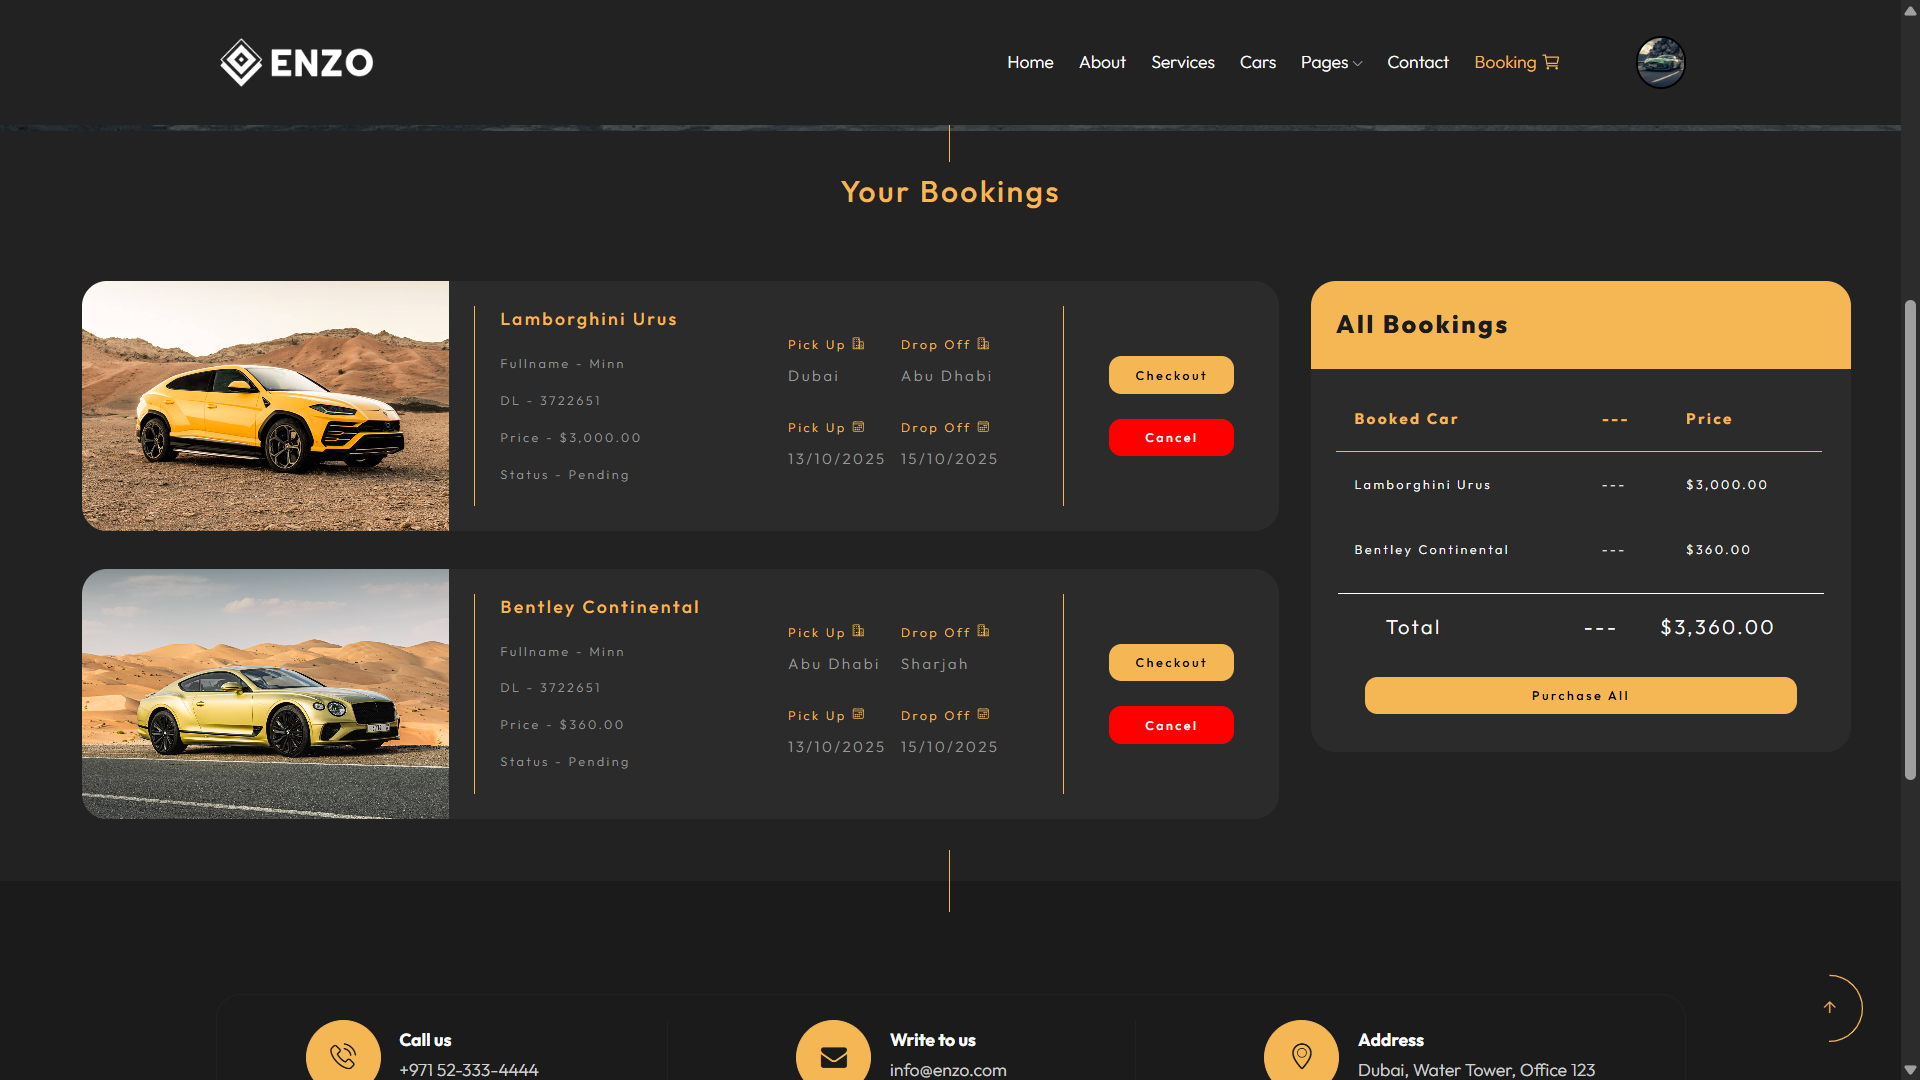 ENZO
Home About Services Cars Pages Contact Booking
Your Bookings
Lamborghini Urus
Fullname - Minn
DL - 3722651
Price - $3,000.00
Status - Pending
Pick Up Drop Off
Dubai Abu Dhabi
Pick Up Drop Off
13/10/2025 15/10/2025
Checkout
Cancel
Bentley Continental
Fullname - Minn
DL - 3722651
Price - $360.00
Status - Pending
Pick Up Drop Off
Abu Dhabi Sharjah
Pick Up Drop Off
13/10/2025 15/10/2025
Checkout
Cancel
All Bookings
Booked Car --- Price
Lamborghini Urus --- $3,000.00
Bentley Continental --- $360.00
Total --- $3,360.00
Purchase All
Call us
+971 52-333-4444
Write to us
info@enzo.com
Address
Dubai, Water Tower, Office 123